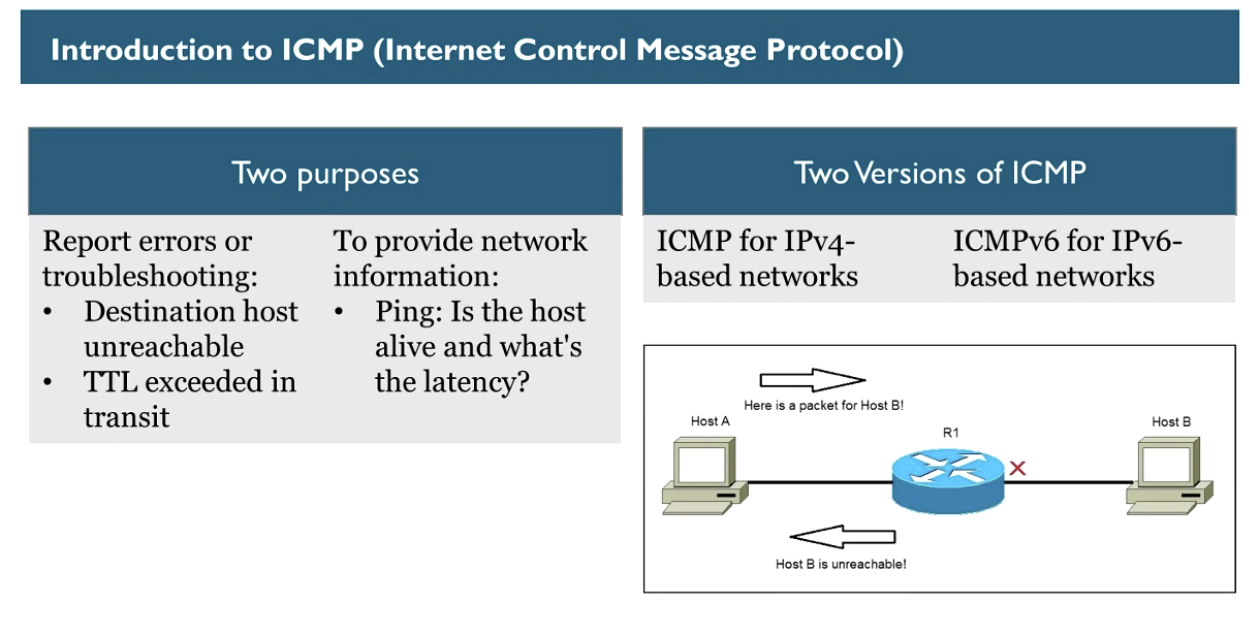 Introduction to ICMP (Internet Control Message Protocol)
Two purposes
Report errors or
troubleshooting:
• Destination host
unreachable
• TTL exceeded in
transit
To provide network
information:
• Ping: Is the host
alive and what's
the latency?
Two Versions of ICMP
ICMP for IPv4-
based networks
ICMPv6 for IPv6-
based networks
Here is a packet for Host B!
Host A
R1
Host B
Host B is unreachable!